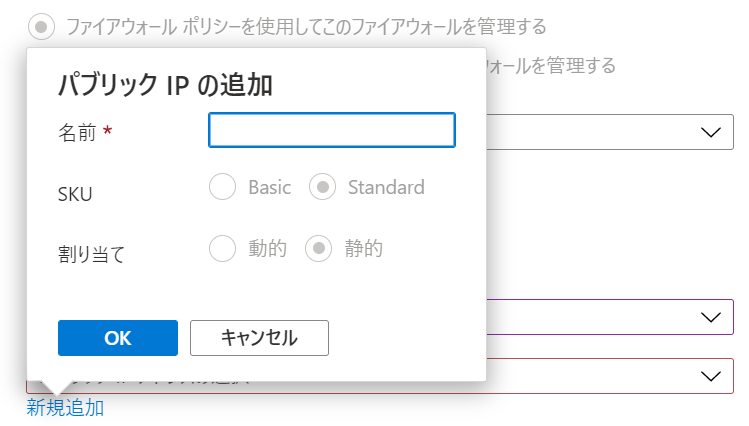 ファイアウォール ポリシーを使用してこのファイアウォールを管理する
ォールを管理する
パブリック IP の追加
名前 *
SKU
Basic
Standard
割り当て
動的
静的
OK
キャンセル
新規追加